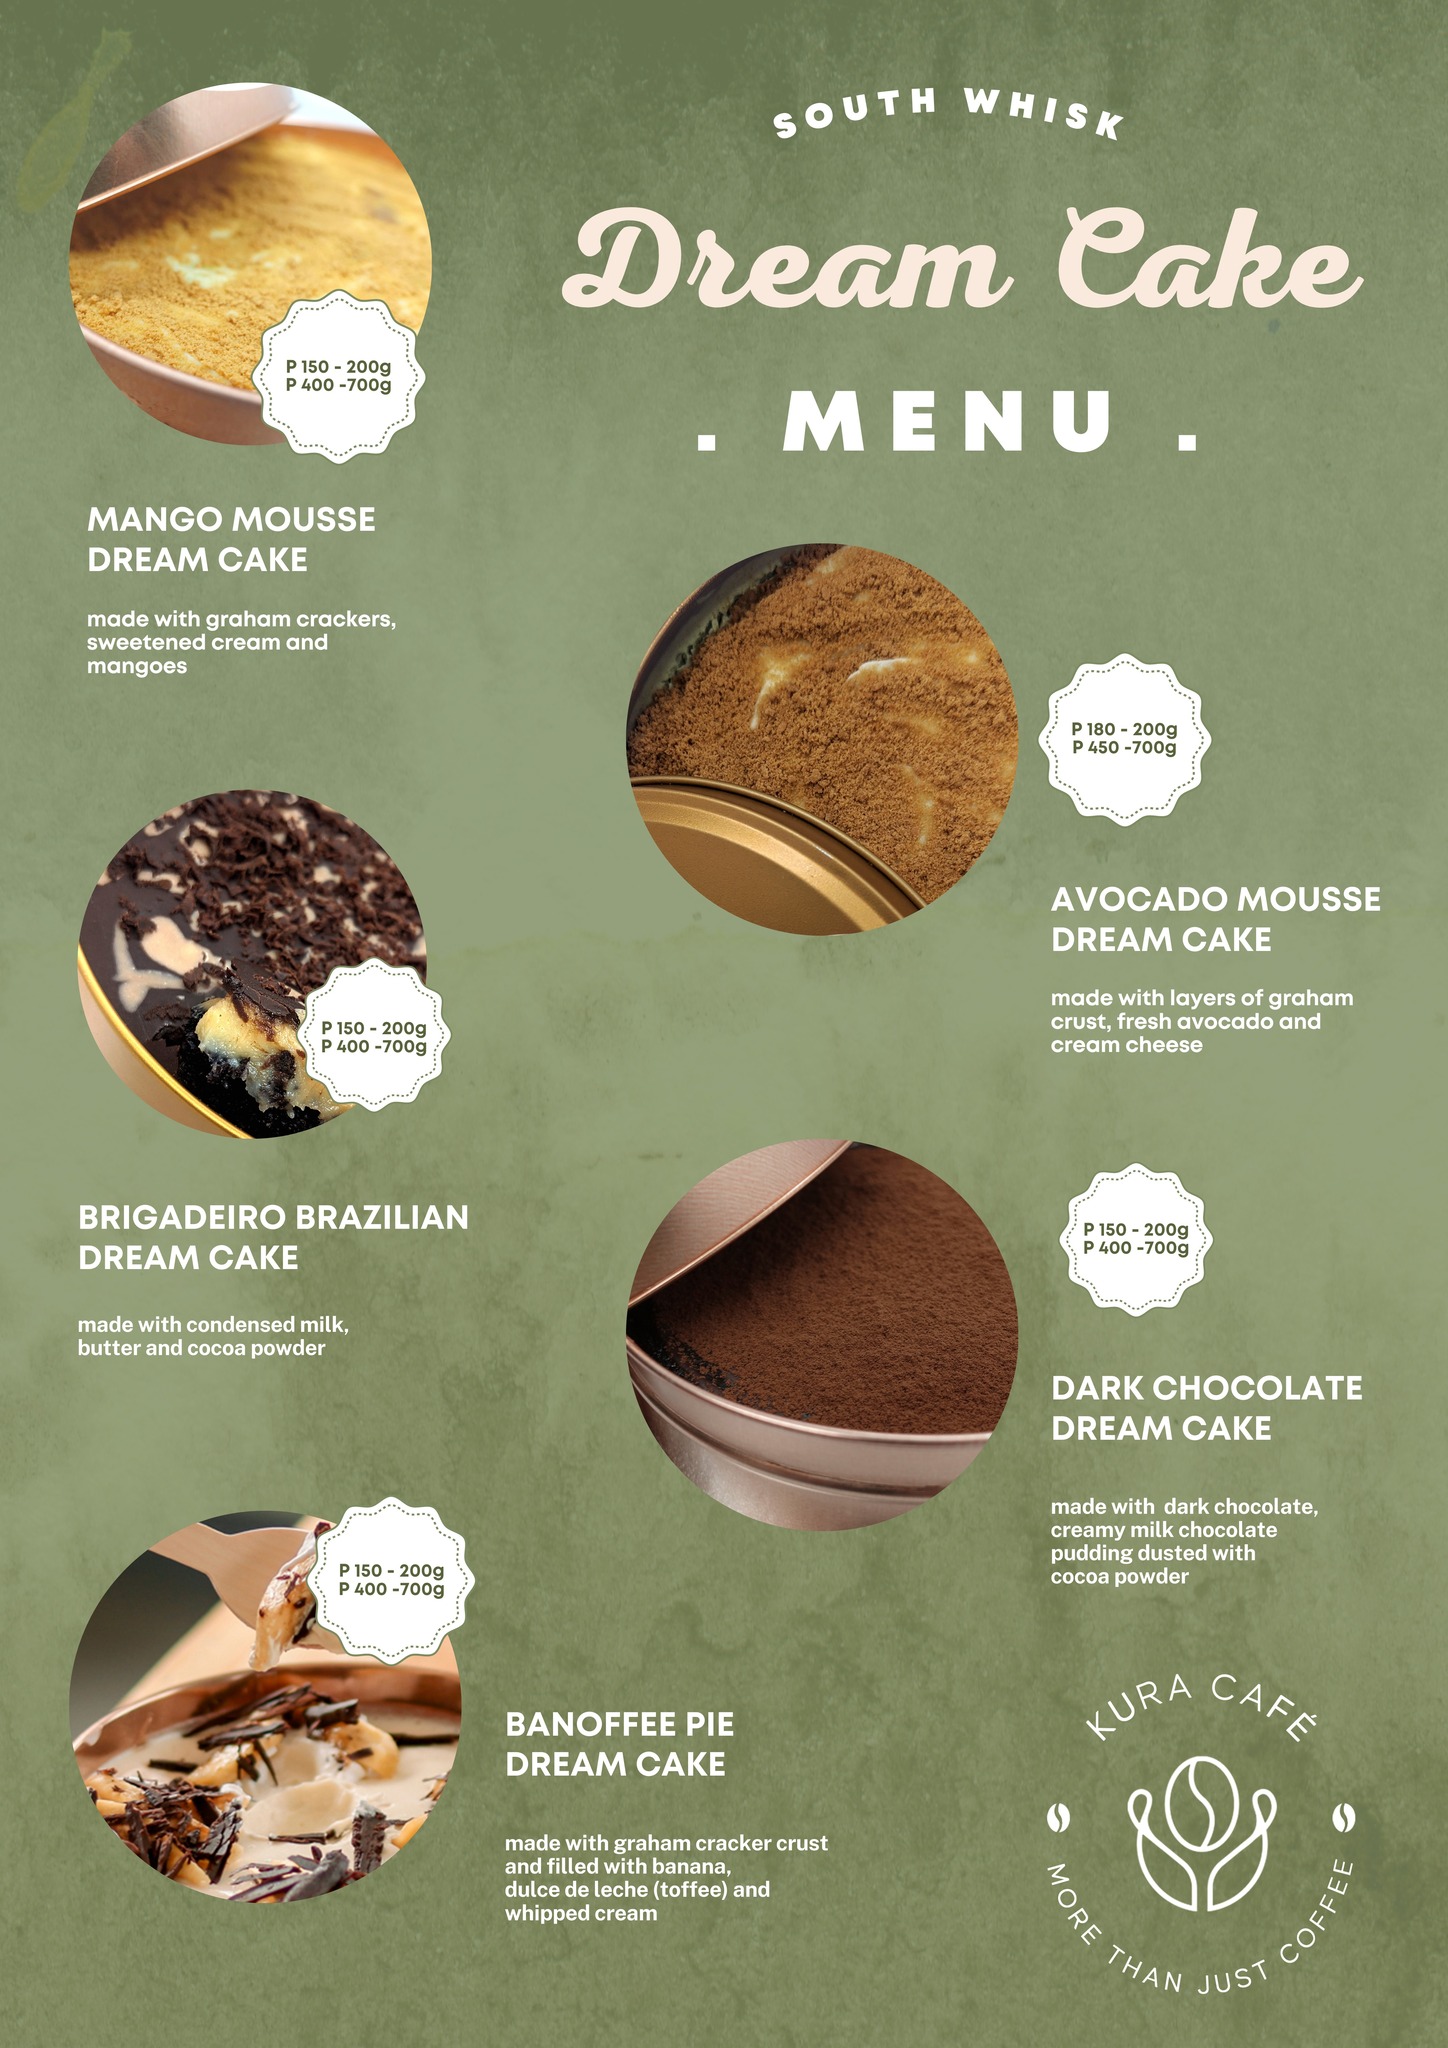 SOUTH WHISK
Dream Cake
. MENU .
P 150 - 200g
P 400 -700g
MANGO MOUSSE
DREAM CAKE
made with graham crackers,
sweetened cream and
mangoes
P 180 - 200g
P 450 -700g
AVOCADO MOUSSE
DREAM CAKE
made with layers of graham
crust, fresh avocado and
cream cheese
P 150 - 200g
P 400 -700g
BRIGADEIRO BRAZILIAN
DREAM CAKE
made with condensed milk,
butter and cocoa powder
P 150 - 200g
P 400 -700g
DARK CHOCOLATE
DREAM CAKE
made with  dark chocolate,
creamy milk chocolate
pudding dusted with
cocoa powder
P 150 - 200g
P 400 -700g
BANOFFEE PIE
DREAM CAKE
made with graham cracker crust
and filled with banana,
dulce de leche (toffee) and
whipped cream
KURA CAFÉ
MORE THAN JUST COFFEE